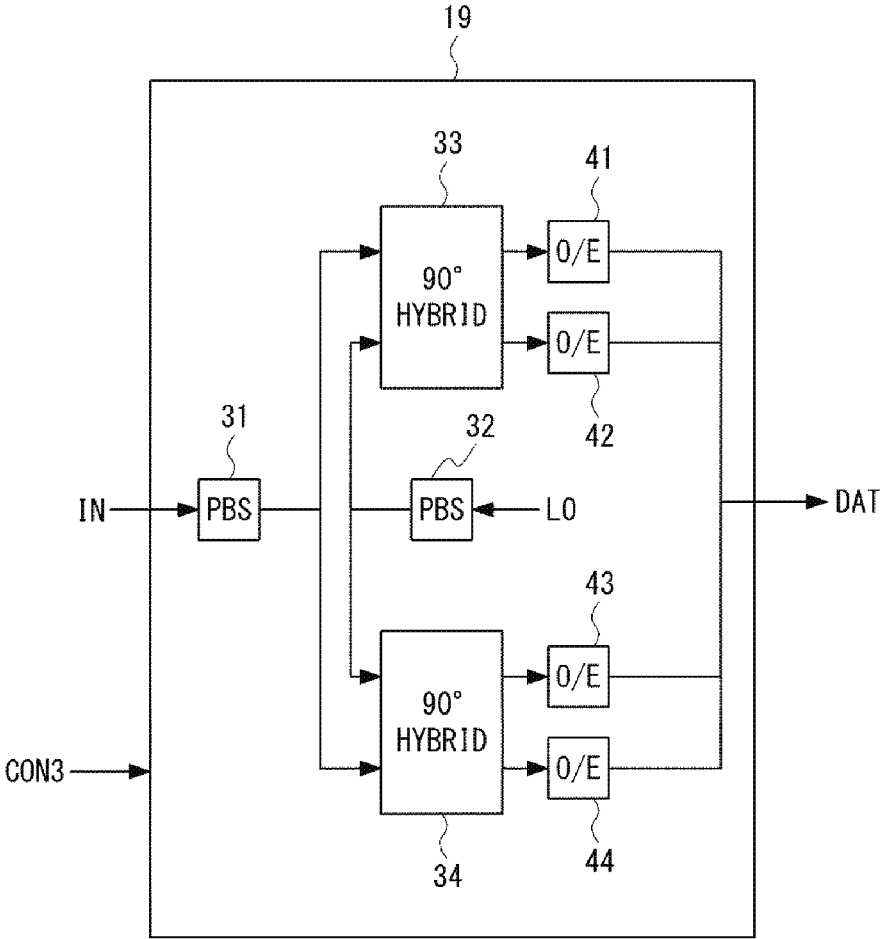 19
33
41
90°
HYBRID
O/E
O/E
42
31
32
IN
PBS
PBS
LO
DAT
43
90°
HYBRID
O/E
O/E
CON3
34
44